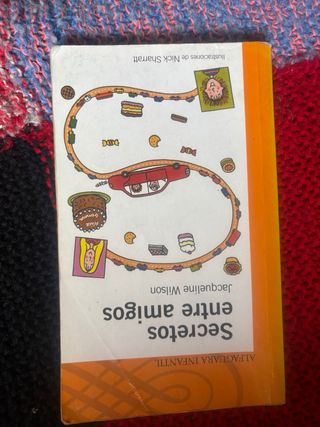 ALFAGUARA INFANTIL
Secretos
entre amigos
Jacqueline Wilson
Ilustraciones de Nick Sharratt